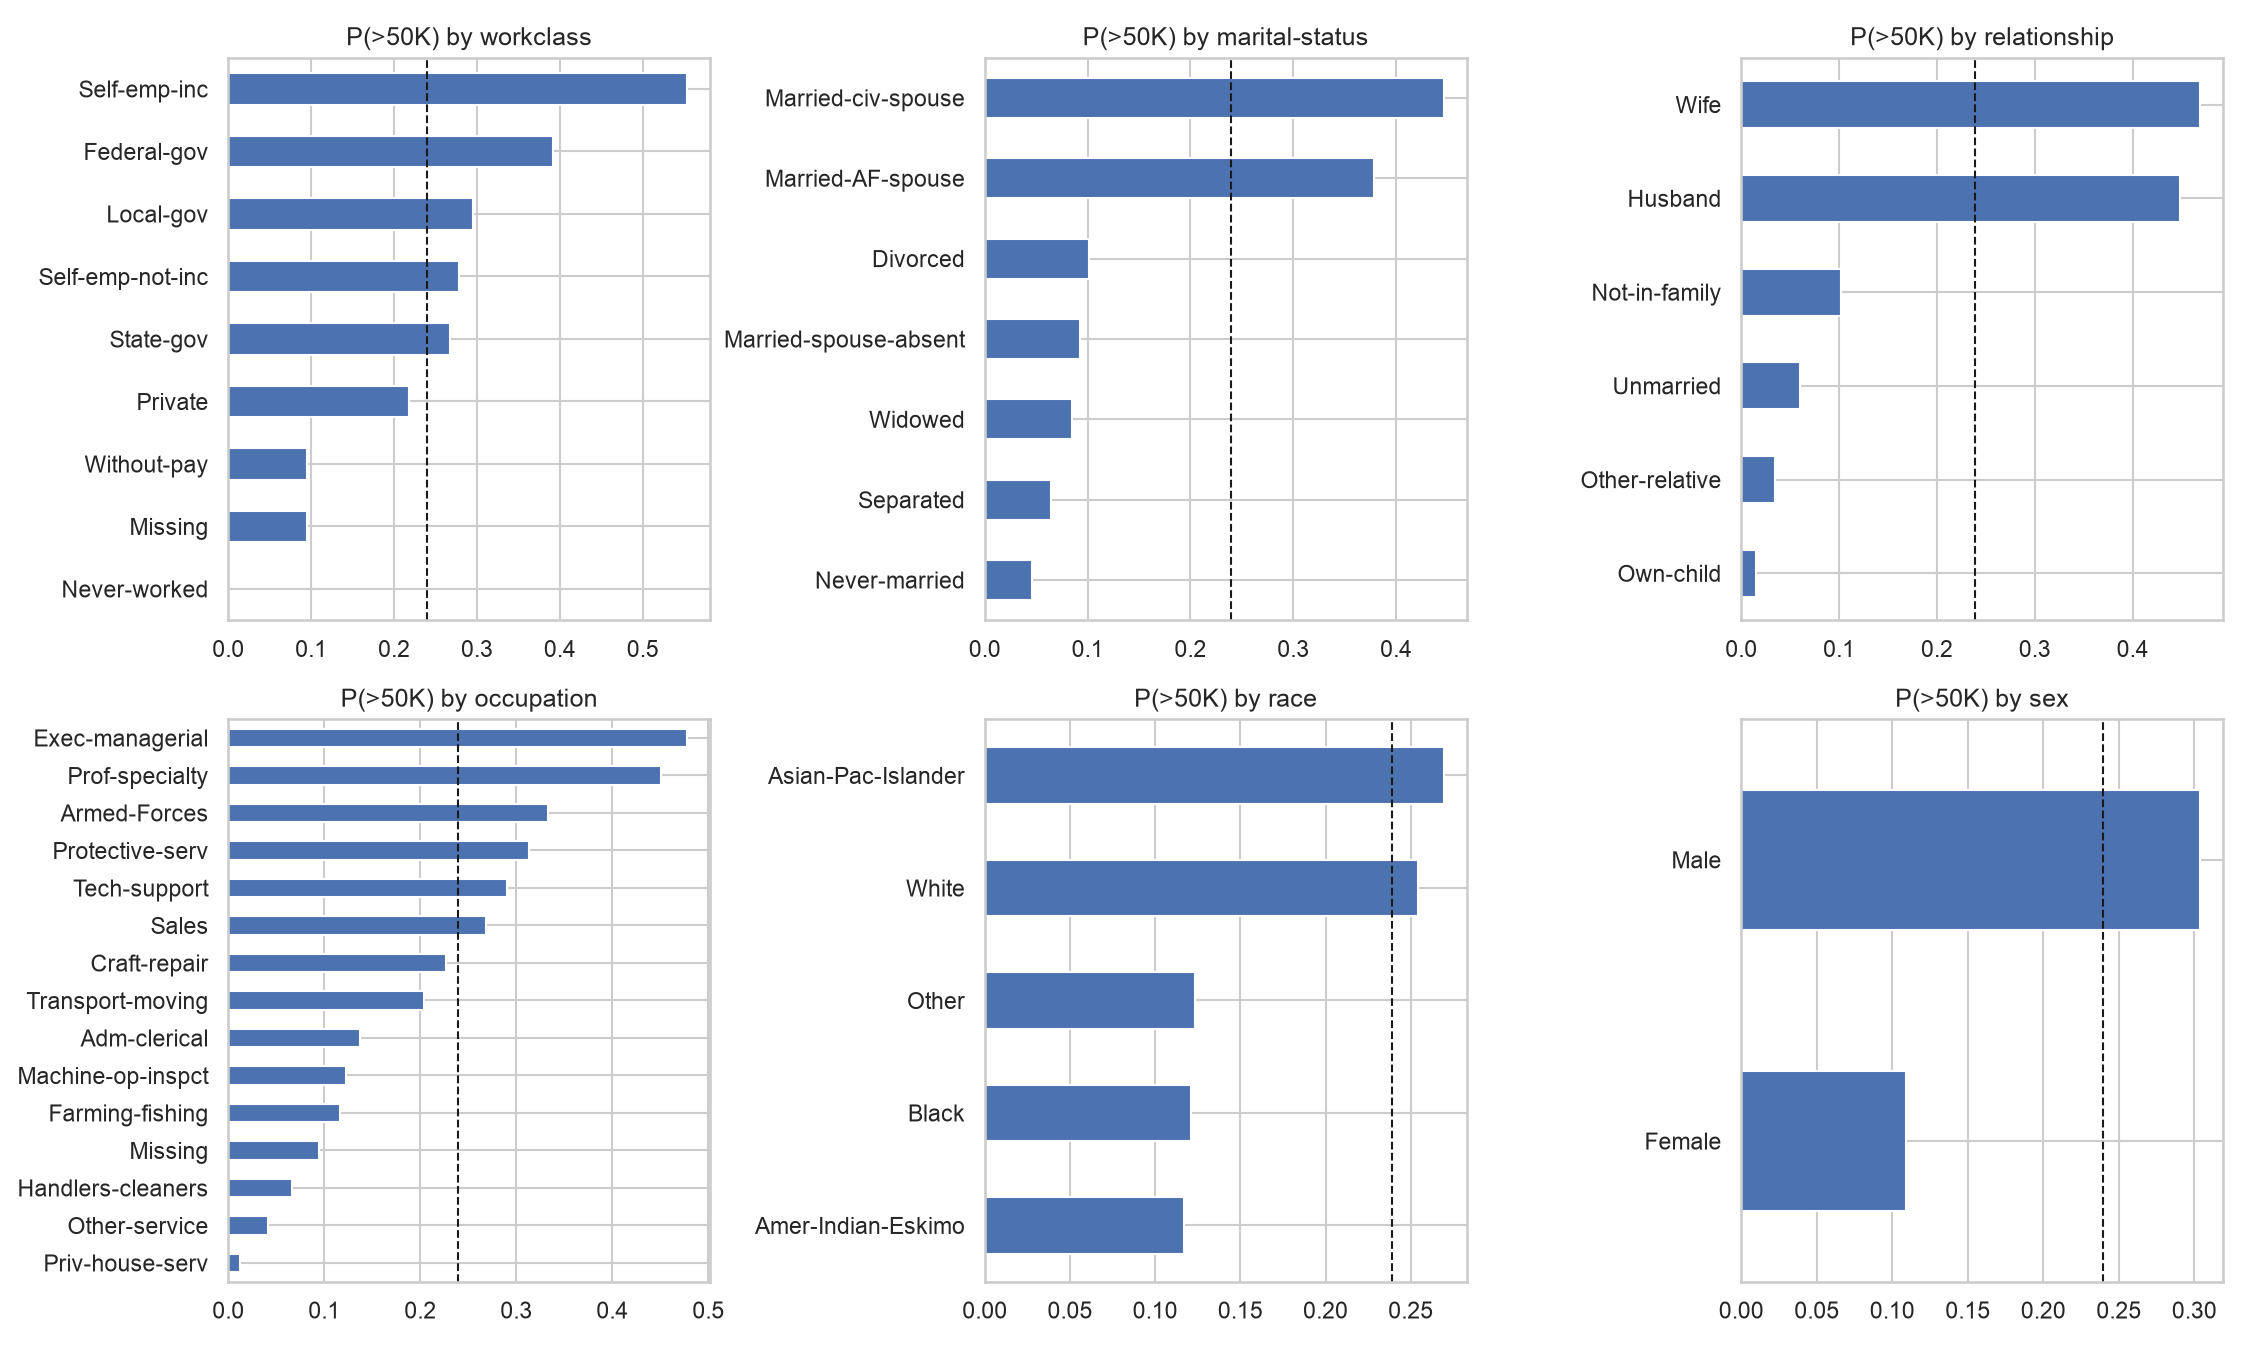 P(>50K) by workclass
Self-emp-inc
Federal-gov
Local-gov
Self-emp-not-inc
State-gov
Private
Without-pay
Missing
Never-worked
0.0 0.1 0.2 0.3 0.4 0.5
P(>50K) by marital-status
Married-civ-spouse
Married-AF-spouse
Divorced
Married-spouse-absent
Widowed
Separated
Never-married
0.0 0.1 0.2 0.3 0.4
P(>50K) by relationship
Wife
Husband
Not-in-family
Unmarried
Other-relative
Own-child
0.0 0.1 0.2 0.3 0.4
P(>50K) by occupation
Exec-managerial
Prof-specialty
Armed-Forces
Protective-serv
Tech-support
Sales
Craft-repair
Transport-moving
Adm-clerical
Machine-op-inspct
Farming-fishing
Missing
Handlers-cleaners
Other-service
Priv-house-serv
0.0 0.1 0.2 0.3 0.4 0.5
P(>50K) by race
Asian-Pac-Islander
White
Other
Black
Amer-Indian-Eskimo
0.00 0.05 0.10 0.15 0.20 0.25
P(>50K) by sex
Male
Female
0.00 0.05 0.10 0.15 0.20 0.25 0.30